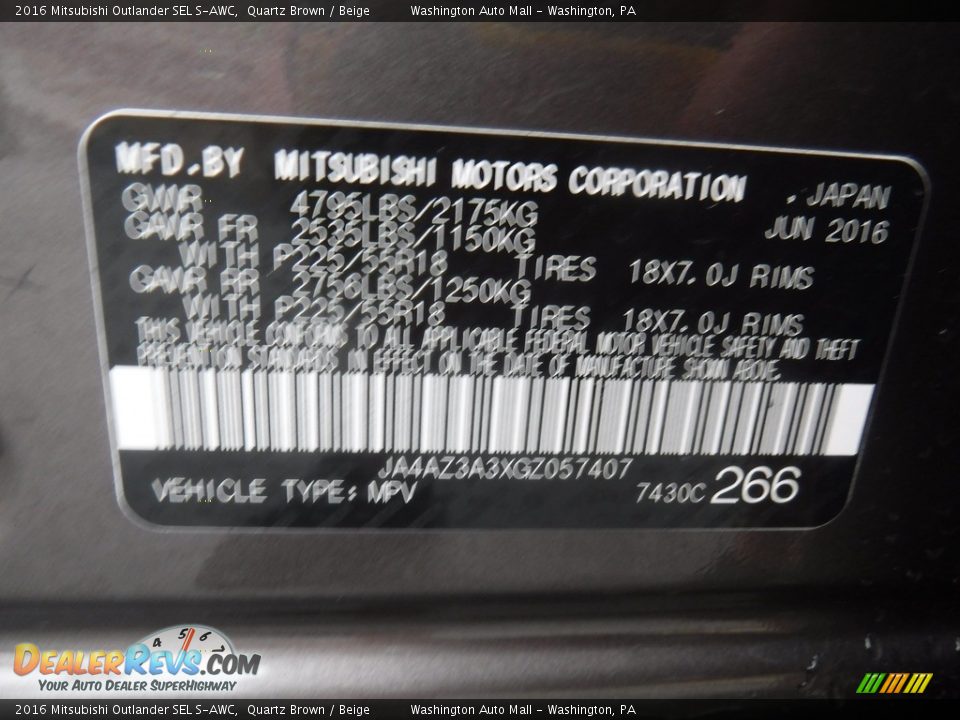 2016 Mitsubishi Outlander SEL S-AWC, Quartz Brown / Beige Washington Auto Mall - Washington, PA
MFD.BY MITSUBISHI MOTORS CORPORATION . JAPAN
GVWR 4795LBS/2175KG JUN 2016
GAWR FR 2535LBS/1150KG
WITH P225/55R18 TIRES 18X7.0J RIMS
GAWR RR 2756LBS/1250KG
WITH P225/55R18 TIRES 18X7.0J RIMS
THIS VEHICLE CONFORMS TO ALL APPLICABLE FEDERAL MOTOR VEHICLE SAFETY AND THEFT
PREVENTION STANDARDS IN EFFECT ON THE DATE OF MANUFACTURE SHOWN ABOVE.
JA4AZ3A3XGZ057407
VEHICLE TYPE: MPV 7430C 266
4 5 6
DEALERREVS.COM
YOUR AUTO DEALER SUPERHIGHWAY
2016 Mitsubishi Outlander SEL S-AWC, Quartz Brown / Beige Washington Auto Mall - Washington, PA